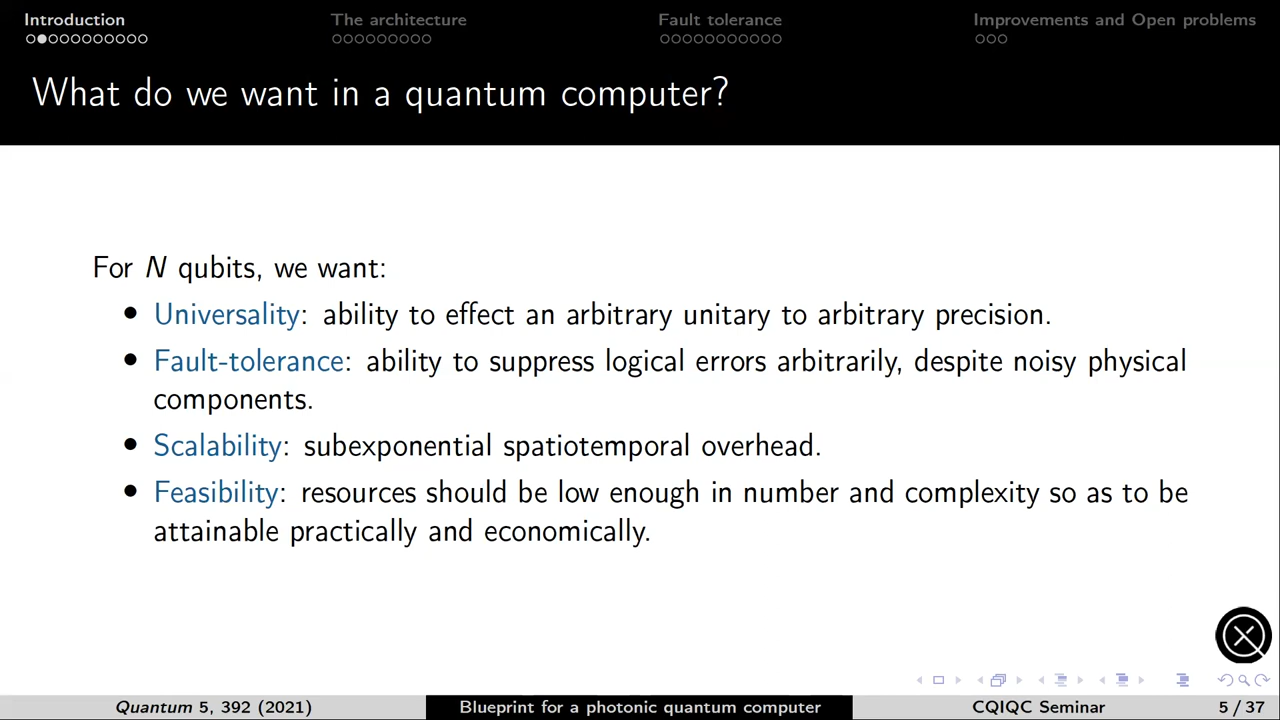 Introduction The architecture Fault tolerance Improvements and Open problems
What do we want in a quantum computer?
For N qubits, we want:
• Universality: ability to effect an arbitrary unitary to arbitrary precision.
• Fault-tolerance: ability to suppress logical errors arbitrarily, despite noisy physical
components.
• Scalability: subexponential spatiotemporal overhead.
• Feasibility: resources should be low enough in number and complexity so as to be
attainable practically and economically.
Quantum 5, 392 (2021) Blueprint for a photonic quantum computer CQIQC Seminar 5 / 37